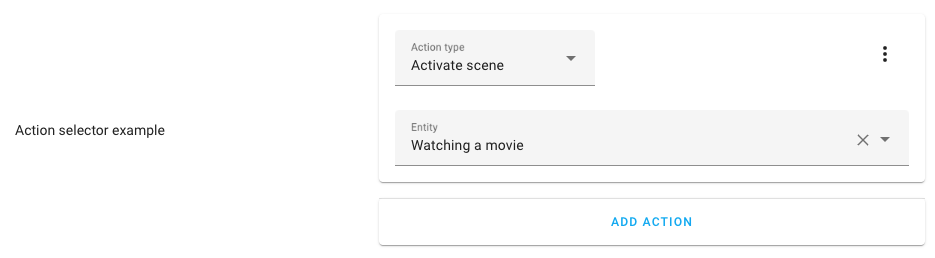 Action selector example
Action type
Activate scene
Entity
Watching a movie
ADD ACTION